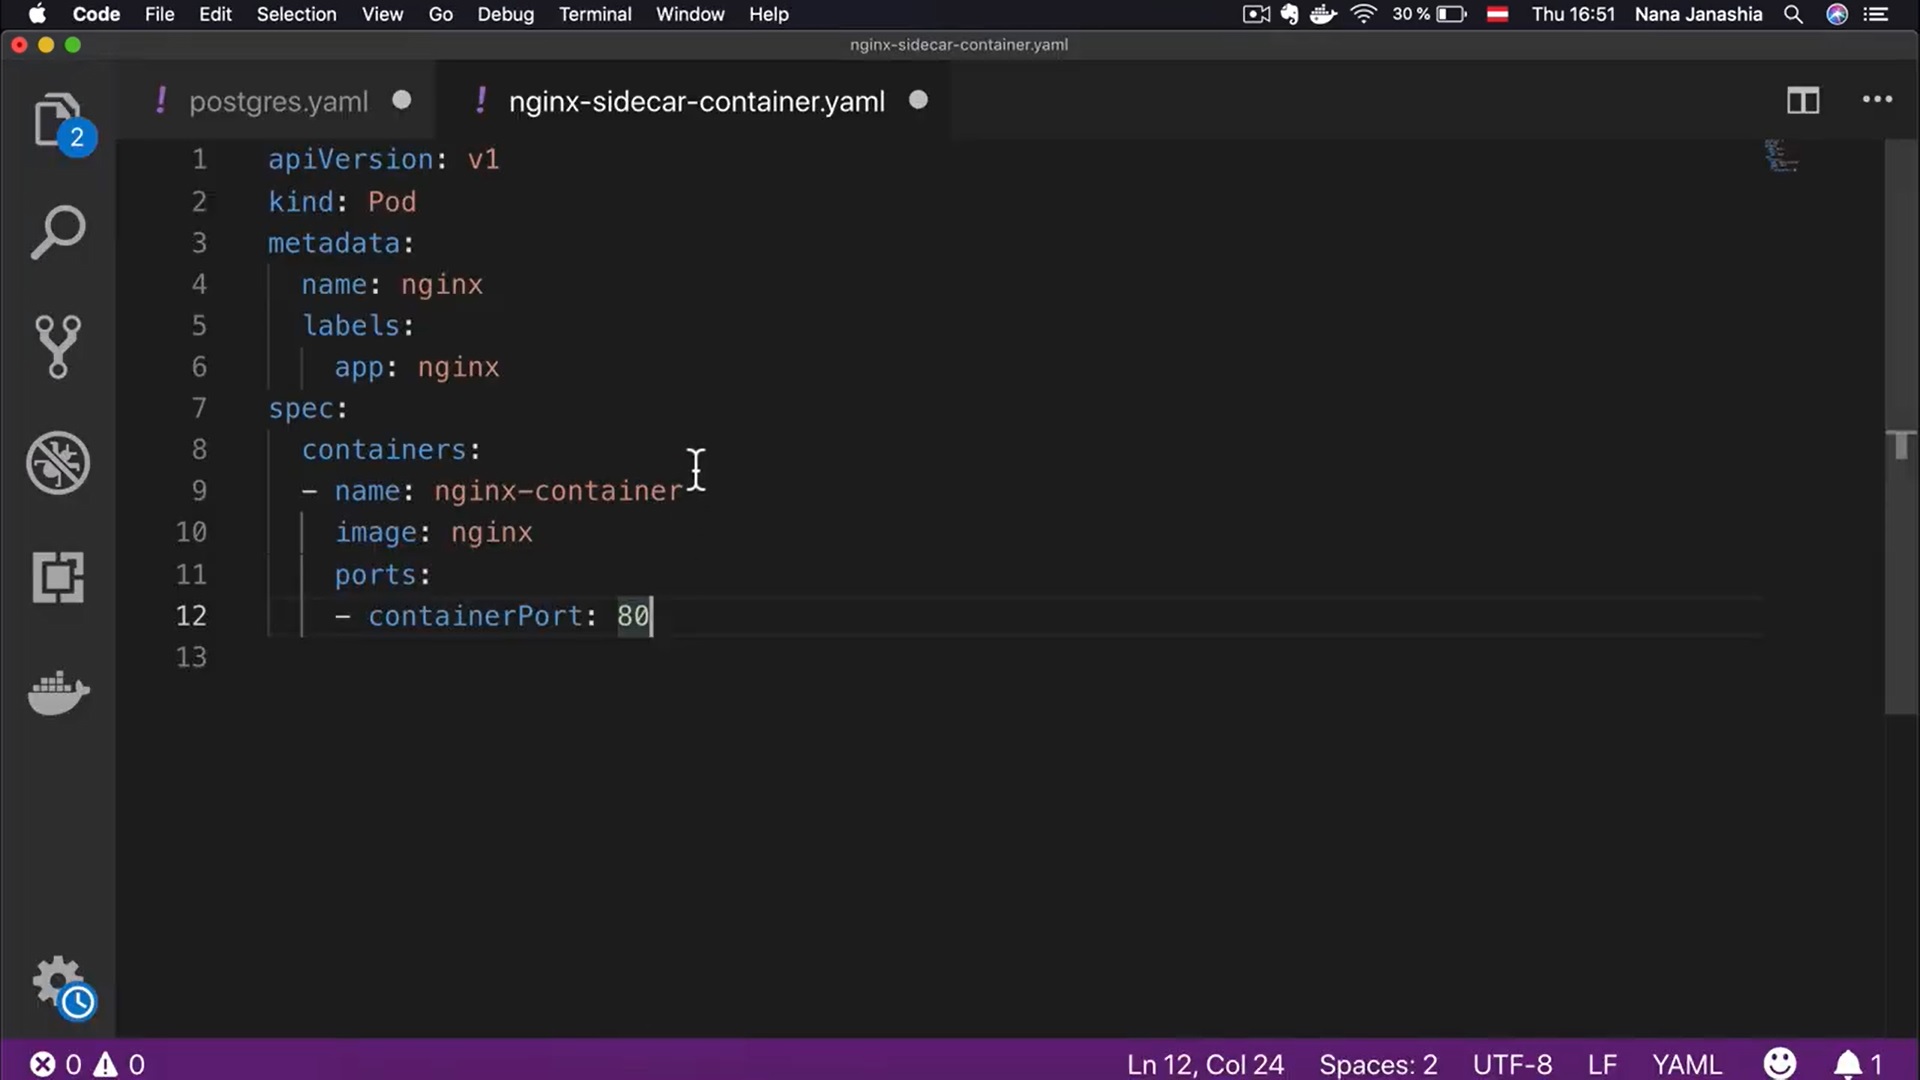 Code File Edit Selection View Go Debug Terminal Window Help 30 % Thu 16:51 Nana Janashia
nginx-sidecar-container.yaml
! postgres.yaml ! nginx-sidecar-container.yaml
2
1 apiVersion: v1
2 kind: Pod
3 metadata:
4 name: nginx
5 labels:
6 app: nginx
7 spec:
8 containers:
9 - name: nginx-container
10 image: nginx
11 ports:
12 - containerPort: 80
13
0 0 Ln 12, Col 24 Spaces: 2 UTF-8 LF YAML 1